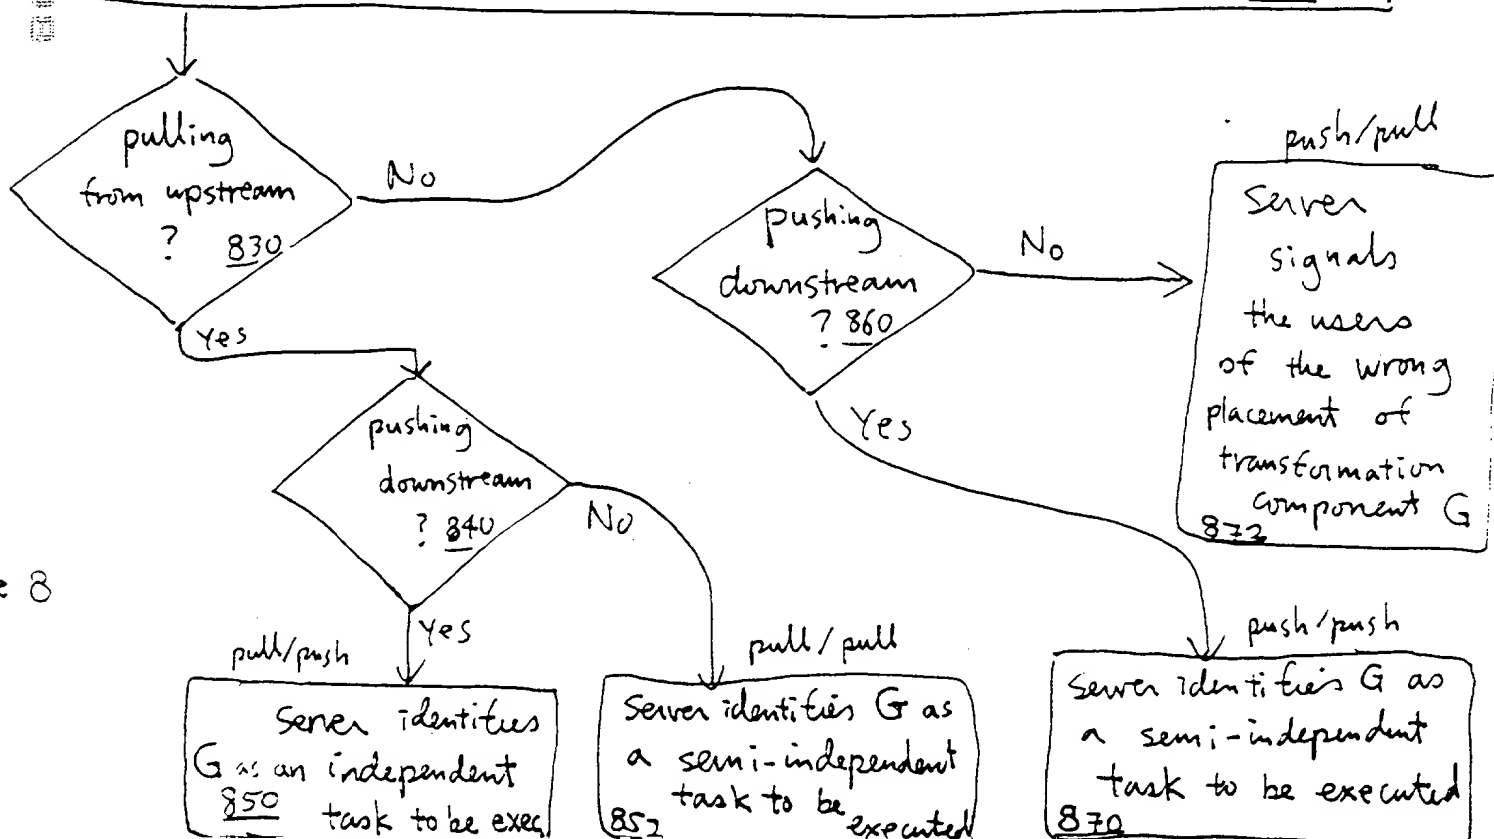 pulling
from upstream
? 830
No
pushing
downstream
? 860
No
push/pull
Server
signals
the users
of the wrong
placement of
transformation
component G
872
Yes
Yes
pushing
downstream
? 840
No
Yes
8
pull/push
Server identifies
G as an independent
850
task to be exec
pull/pull
Server identifies G as
a semi-independent
task to be
executed
852
push/push
Server identifies G as
a semi-independent
task to be executed
870